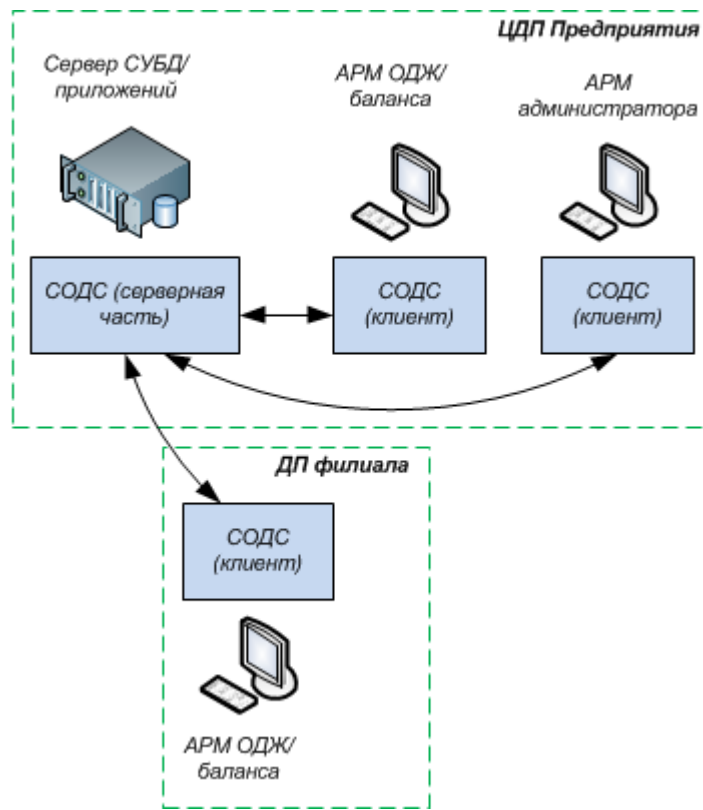 ЦДП Предприятия
Сервер СУБД/
приложений
АРМ ОДЖ/
баланса
АРМ
администратора
СОДС (серверная
часть)
СОДС
(клиент)
СОДС
(клиент)
ДП филиала
СОДС
(клиент)
АРМ ОДЖ/
баланса